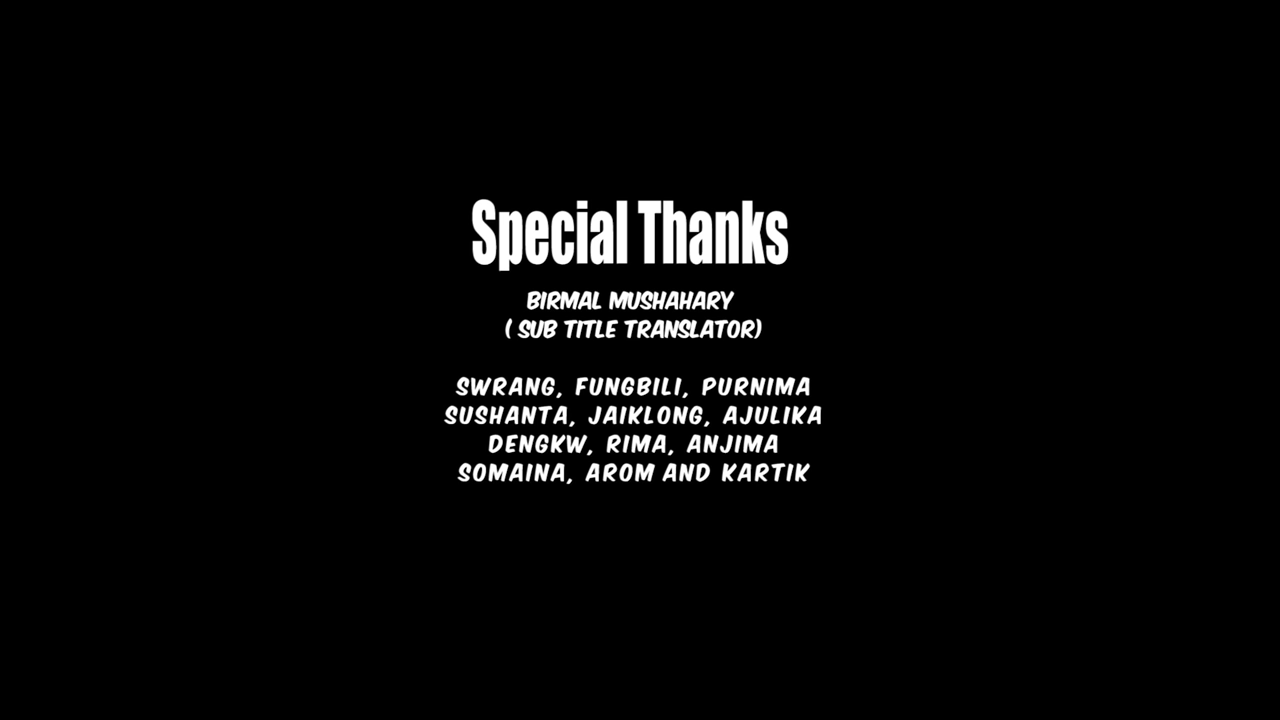 Special Thanks
BIRMAL MUSHAHARY
( SUB TITLE TRANSLATOR)
SWRANG, FUNGBILI, PURNIMA
SUSHANTA, JAIKLONG, AJULIKA
DENGKW, RIMA, ANJIMA
SOMAINA, AROM AND KARTIK